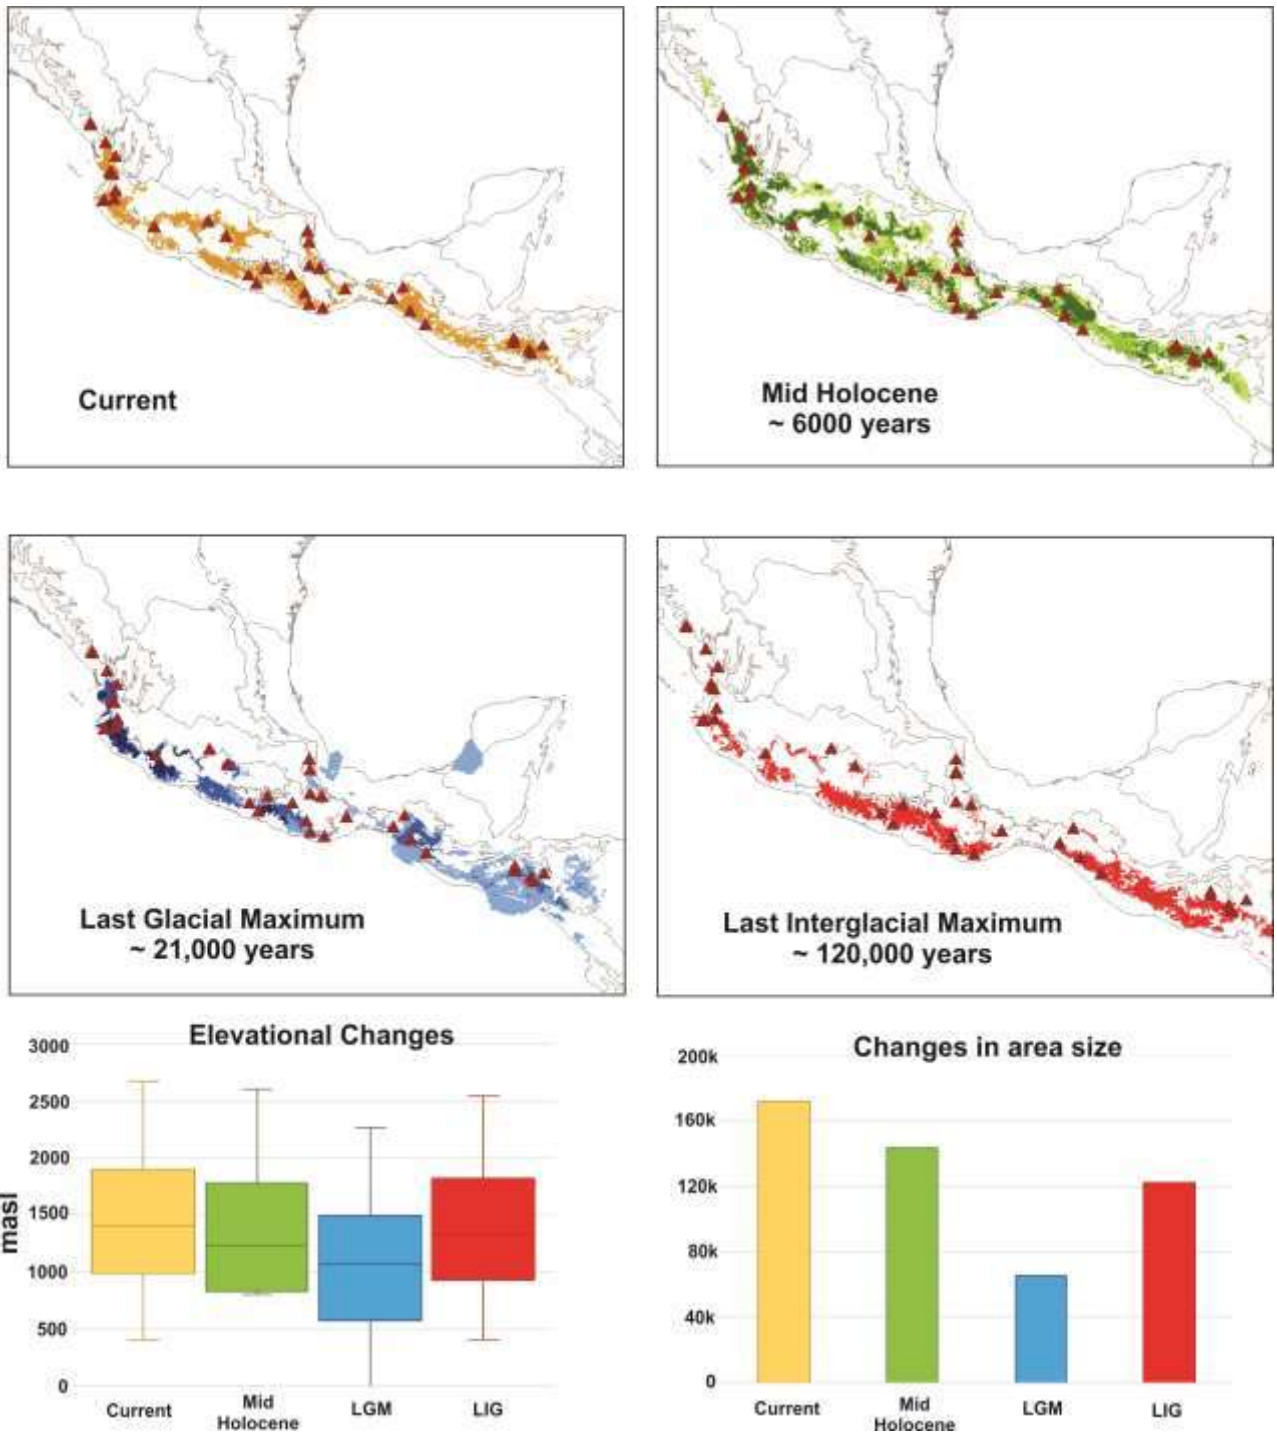 Current
Mid Holocene
~ 6000 years
Last Glacial Maximum
~ 21,000 years
Last Interglacial Maximum
~ 120,000 years
Elevational Changes
3000
2500
2000
1500
1000
500
0
masl
Current
Mid
Holocene
LGM
LIG
Changes in area size
200k
160k
120k
80k
40k
0
Current
Mid
Holocene
LGM
LIG